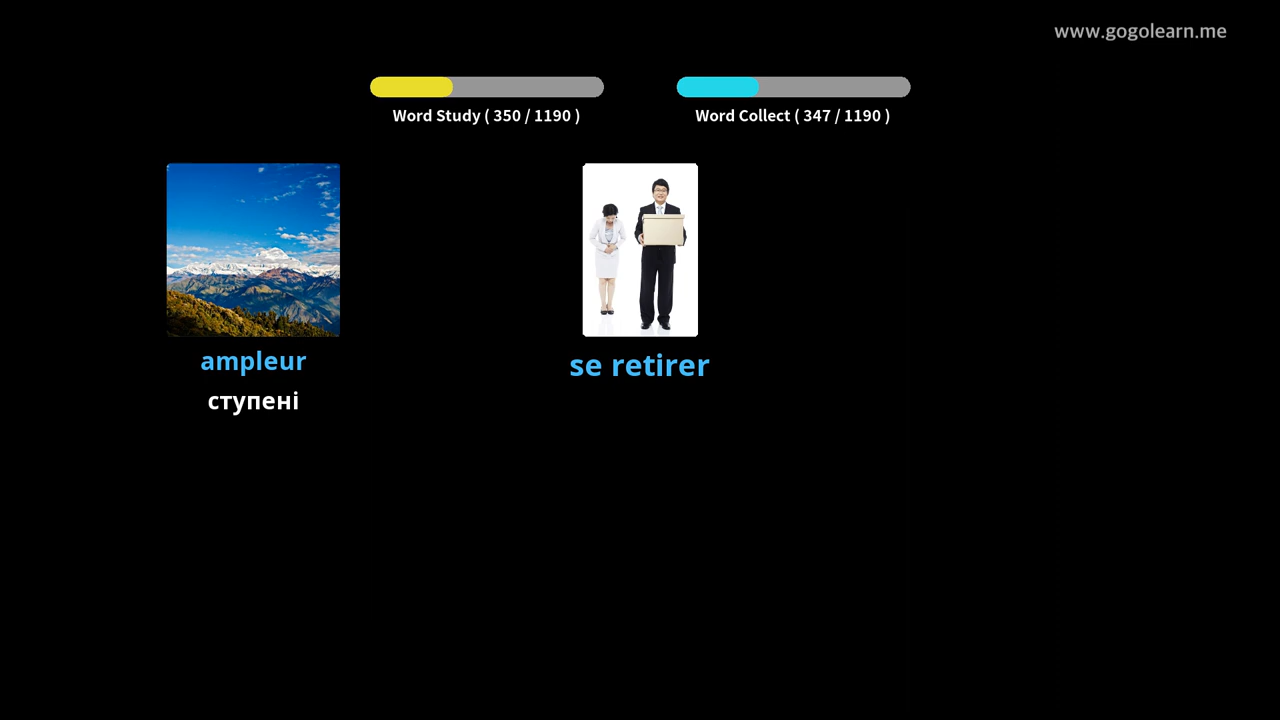 www.gogolearn.me
Word Study ( 350 / 1190 )
Word Collect ( 347 / 1190 )
ampleur
ступені
se retirer